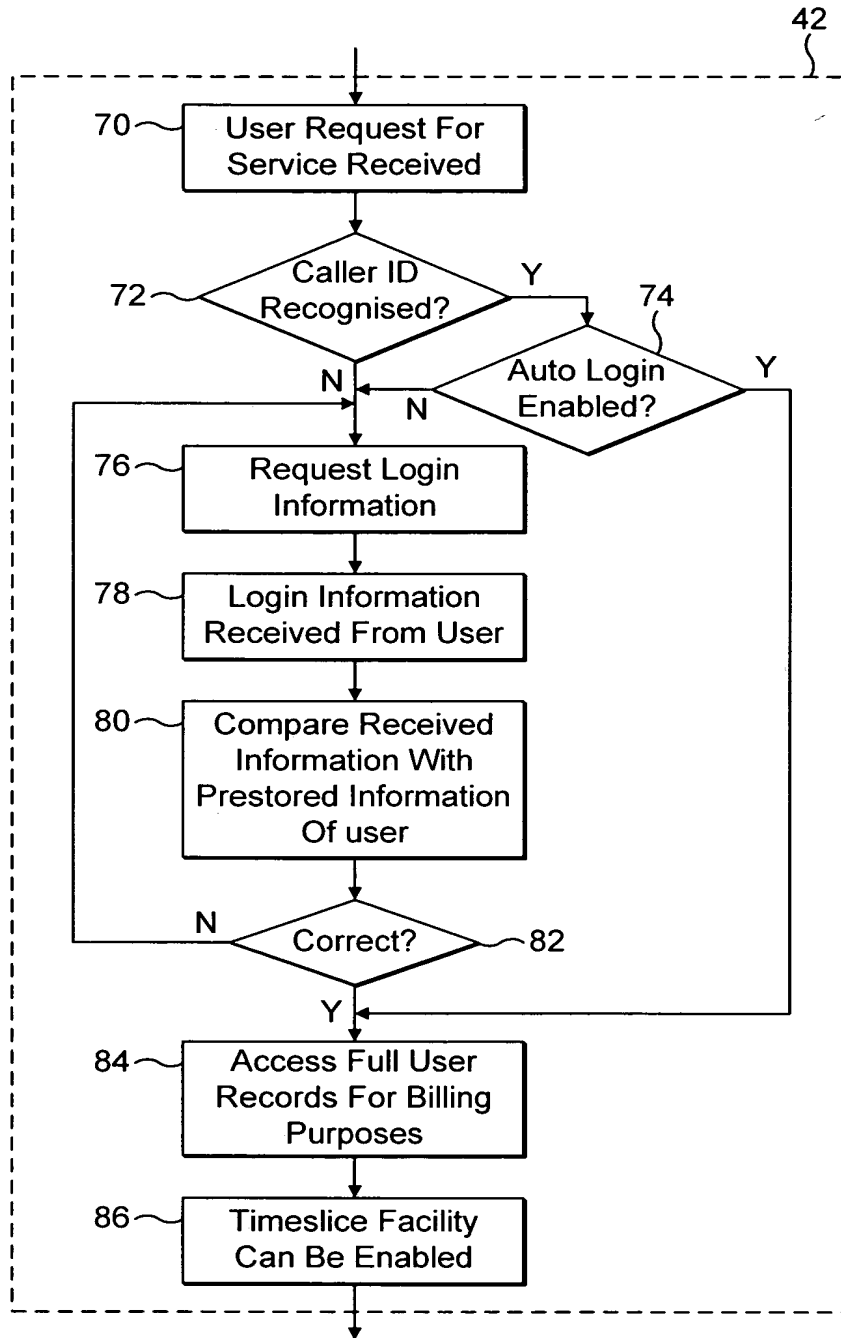 42
70
User Request For
Service Received
72
Caller ID
Recognised?
Y
74
Auto Login
Enabled?
Y
N
N
76
Request Login
Information
78
Login Information
Received From User
80
Compare Received
Information With
Prestored Information
Of user
N
Correct?
82
Y
84
Access Full User
Records For Billing
Purposes
86
Timeslice Facility
Can Be Enabled